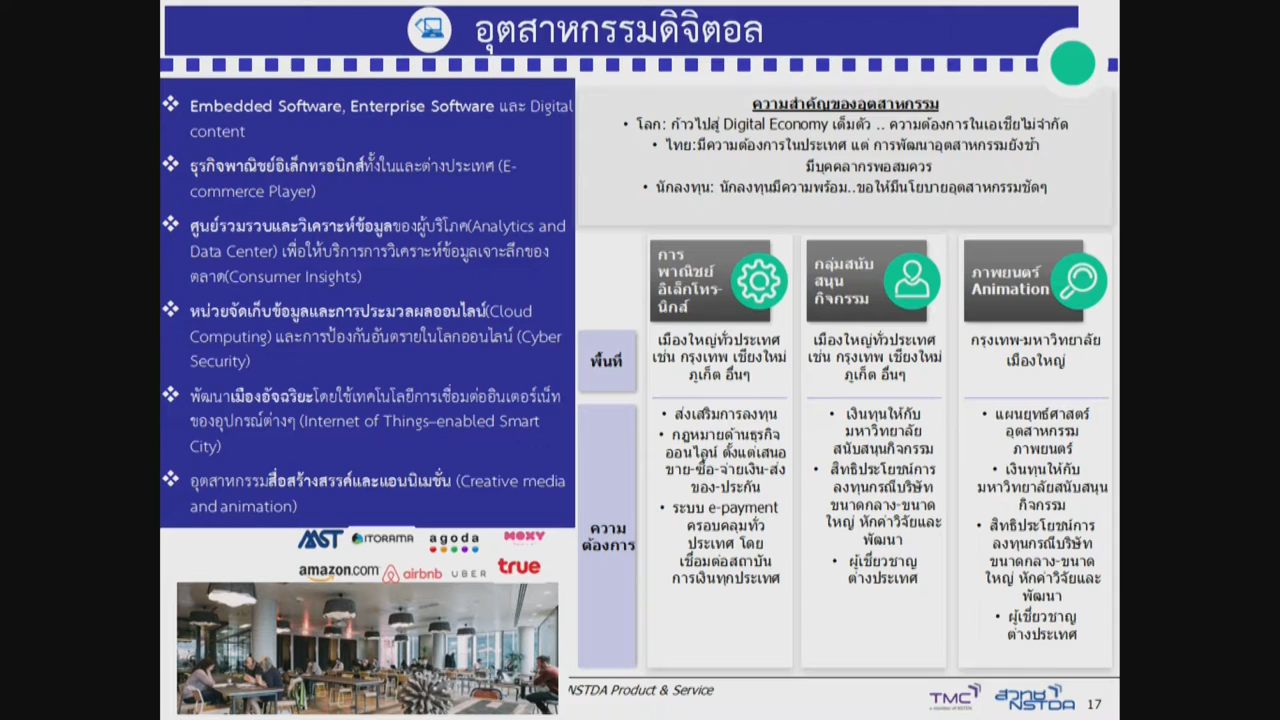 อุตสาหกรรมดิจิตอล
❖ Embedded Software, Enterprise Software และ Digital
content
❖ ธุรกิจพาณิชย์อิเล็กทรอนิกส์ทั้งในและต่างประเทศ (E-
commerce Player)
❖ ศูนย์รวมรวบและวิเคราะห์ข้อมูลของผู้บริโภค(Analytics and
Data Center) เพื่อให้บริการการวิเคราะห์ข้อมูลเจาะลึกของ
ตลาด(Consumer Insights)
❖ หน่วยจัดเก็บข้อมูลและการประมวลผลออนไลน์(Cloud
Computing) และการป้องกันอันตรายในโลกออนไลน์ (Cyber
Security)
❖ พัฒนาเมืองอัจฉริยะโดยใช้เทคโนโลยีการเชื่อมต่ออินเตอร์เน็ท
ของอุปกรณ์ต่างๆ (Internet of Things–enabled Smart
City)
❖ อุตสาหกรรมสื่อสร้างสรรค์และแอนนิเมชั่น (Creative media
and animation)
ITORAMA agoda MOXY
amazon.com airbnb UBER true
ความสำคัญของอุตสาหกรรม
• โลก: ก้าวไปสู่ Digital Economy เต็มตัว .. ความต้องการในเอเชียไม่จำกัด
• ไทย:มีความต้องการในประเทศ แต่ การพัฒนาอุตสาหกรรมยังช้า
มีบุคคลากรพอสมควร
• นักลงทุน: นักลงทุนมีความพร้อม..ขอให้มีนโยบายอุตสาหกรรมชัดๆ
การ
พาณิชย์
อิเล็กโทร-
นิกส์
กลุ่มสนับ
สนุน
กิจกรรม
ภาพยนตร์
Animation
พื้นที่
เมืองใหญ่ทั่วประเทศ
เช่น กรุงเทพ เชียงใหม่
ภูเก็ต อื่นๆ
เมืองใหญ่ทั่วประเทศ
เช่น กรุงเทพ เชียงใหม่
ภูเก็ต อื่นๆ
กรุงเทพ-มหาวิทยาลัย
เมืองใหญ่
ความ
ต้องการ
• ส่งเสริมการลงทุน
• กฎหมายด้านธุรกิจ
ออนไลน์ ตั้งแต่เสนอ
ขาย-ซื้อ-จ่ายเงิน-ส่ง
ของ-ประกัน
• ระบบ e-payment
ครอบคลุมทั่ว
ประเทศ โดย
เชื่อมต่อสถาบัน
การเงินทุกประเทศ
• เงินทุนให้กับ
มหาวิทยาลัย
สนับสนุนกิจกรรม
• สิทธิประโยชน์การ
ลงทุนกรณีบริษัท
ขนาดกลาง-ขนาด
ใหญ่ หักค่าวิจัยและ
พัฒนา
• ผู้เชี่ยวชาญ
ต่างประเทศ
• แผนยุทธ์ศาสตร์
อุตสาหกรรม
ภาพยนตร์
• เงินทุนให้กับ
มหาวิทยาลัยสนับสนุน
กิจกรรม
• สิทธิประโยชน์การ
ลงทุนกรณีบริษัท
ขนาดกลาง-ขนาด
ใหญ่ หักค่าวิจัยและ
พัฒนา
• ผู้เชี่ยวชาญ
ต่างประเทศ
NSTDA Product & Service
TMC
a member of NSTDA
สวทช
NSTDA
17